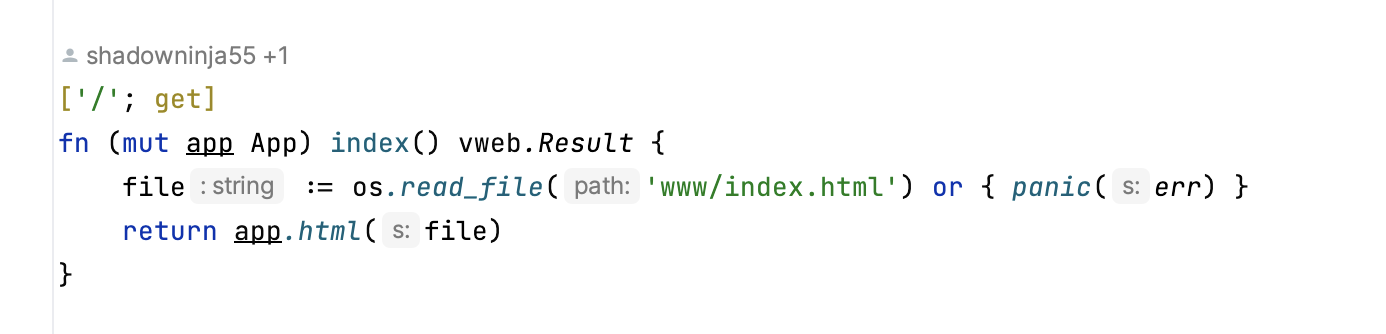 shadowninja55 +1
['/'; get]
fn (mut app App) index() vweb.Result {
    file : string := os.read_file( path: 'www/index.html') or { panic( s: err) }
    return app.html( s: file)
}